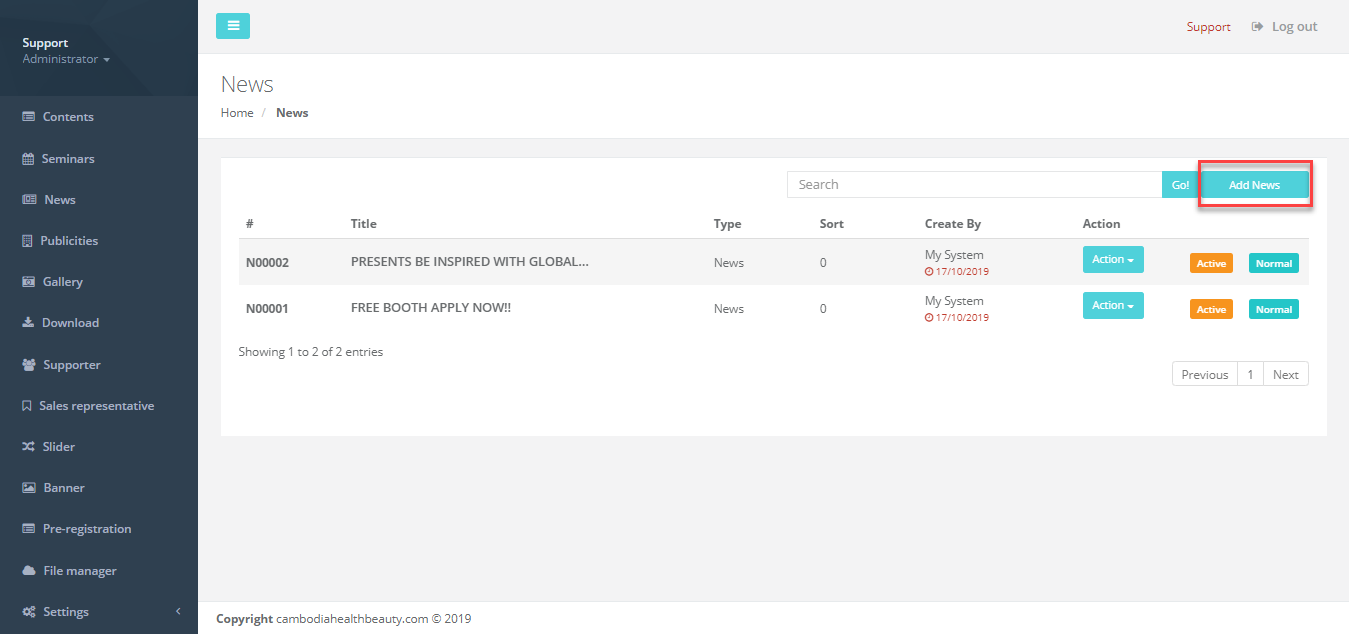 Support
Administrator
Contents
Seminars
News
Publicities
Gallery
Download
Supporter
Sales representative
Slider
Banner
Pre-registration
File manager
Settings
Support Log out
News
Home / News
Search Go! Add News
# Title Type Sort Create By Action
N00002 PRESENTS BE INSPIRED WITH GLOBAL... News 0 My System Action Active Normal
17/10/2019
N00001 FREE BOOTH APPLY NOW!! News 0 My System Action Active Normal
17/10/2019
Showing 1 to 2 of 2 entries
Previous 1 Next
Copyright cambodiahealthbeauty.com © 2019